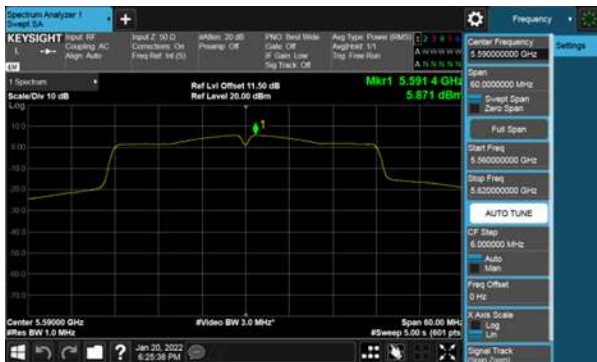 Spectrum Analyzer 1
Swept SA
Frequency
KEYSIGHT Input: RF Input Z: 50 Ω #Atten: 20 dB PNO: Best Wide Avg Type: Power (RMS) 1 2 3 4 5 6
Coupling: AC Corrections: On Preamp: Off Gate: Off Avg|Hold: 1/1
Align: Auto Freq Ref: Int (S) IF Gain: Low Trig: Free Run
Sig Track: Off
1 Spectrum
Scale/Div 10 dB
Ref Lvl Offset 11.50 dB
Ref Level 20.00 dBm
Mkr1 5.591 4 GHz
5.871 dBm
Log
10.0
0.00
-10.0
-20.0
-30.0
-40.0
-50.0
-60.0
-70.0
1
Center 5.59000 GHz
#Res BW 1.0 MHz
#Video BW 3.0 MHz*
Span 60.00 MHz
#Sweep 5.00 s (601 pts)
Jan 20, 2022
6:25:38 PM
Center Frequency
5.590000000 GHz
Settings
Span
60.0000000 MHz
Swept Span
Zero Span
Full Span
Start Freq
5.560000000 GHz
Stop Freq
5.620000000 GHz
AUTO TUNE
CF Step
6.000000 MHz
Auto
Man
Freq Offset
0 Hz
X Axis Scale
Log
Lin
Signal Track
(Span Zoom)